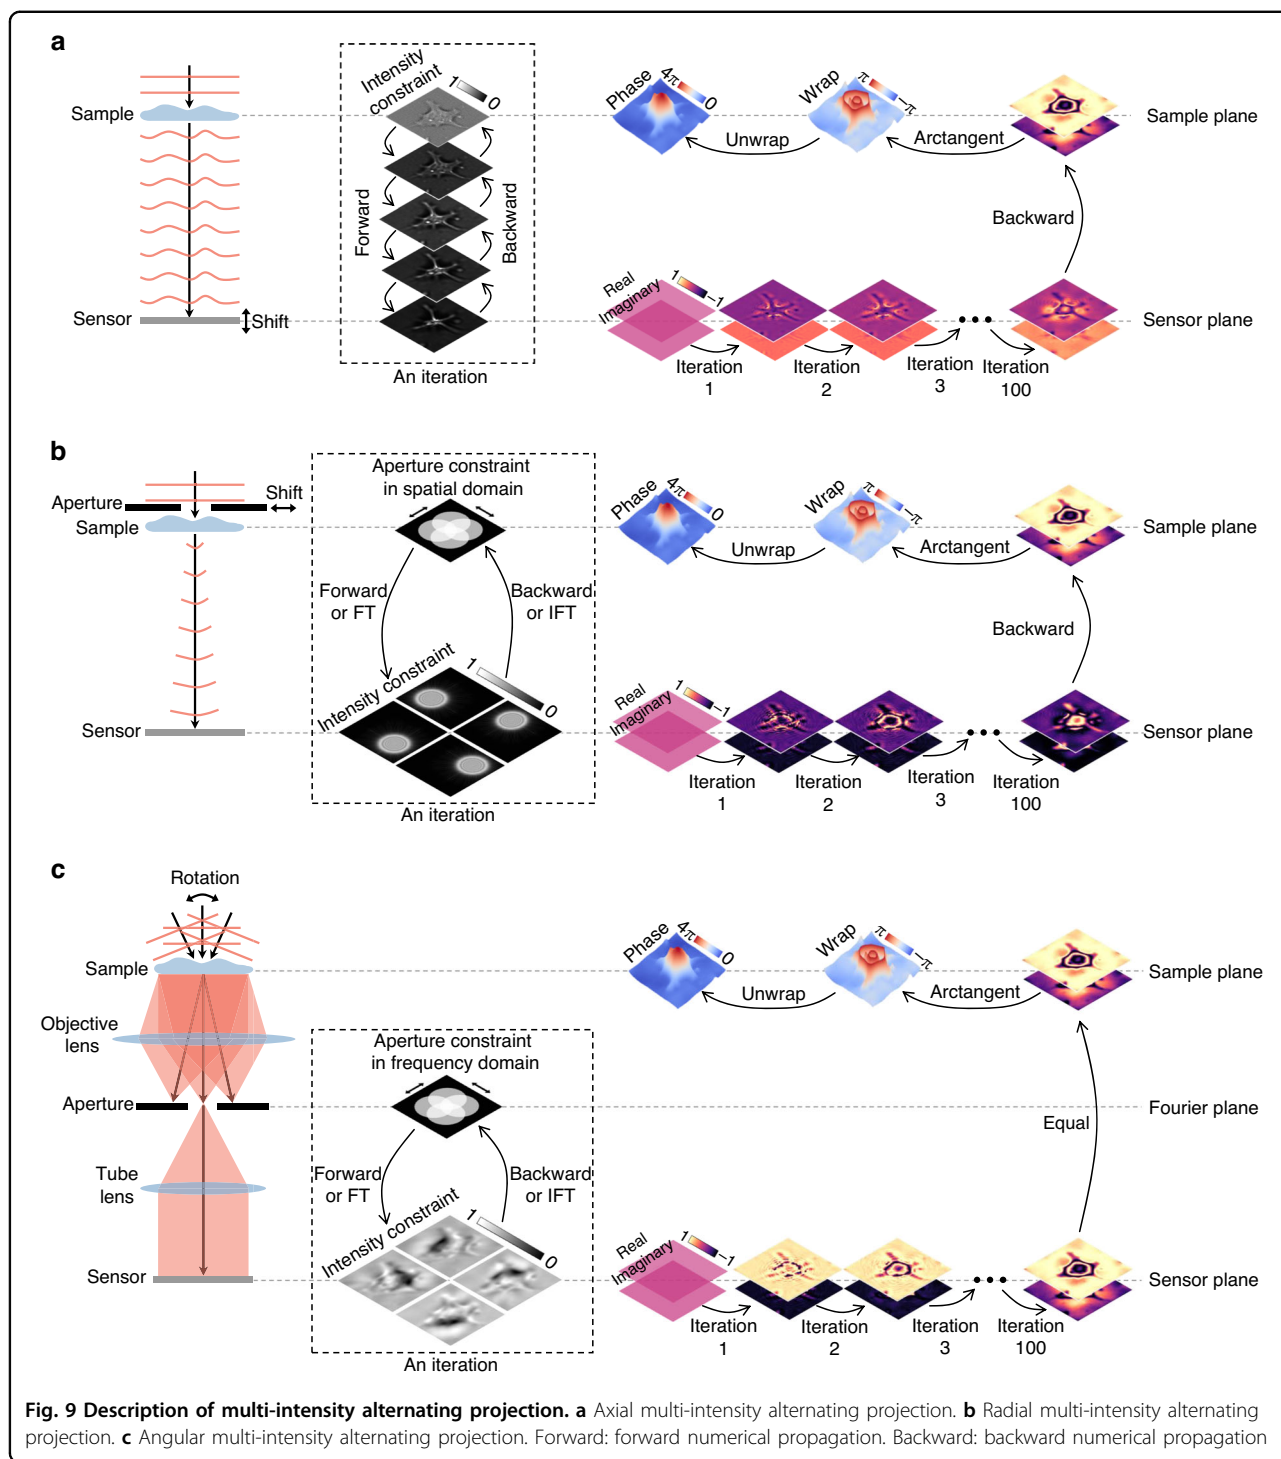 a
Sample
Sensor
Shift
Intensity
constraint
1
0
Forward
Backward
An iteration
Phase
4π
0
Unwrap
Wrap
π
−π
Arctangent
Sample plane
Backward
Real
Imaginary
1
−1
Iteration
1
Iteration
2
Iteration
3
Iteration
100
Sensor plane
b
Aperture
Shift
Sample
Sensor
Aperture constraint
in spatial domain
Forward
or FT
Backward
or IFT
Intensity constraint
1
0
An iteration
Phase
4π
0
Unwrap
Wrap
π
−π
Arctangent
Sample plane
Backward
Real
Imaginary
1
−1
Iteration
1
Iteration
2
Iteration
3
Iteration
100
Sensor plane
c
Rotation
Sample
Objective
lens
Aperture
Tube
lens
Sensor
Aperture constraint
in frequency domain
Forward
or FT
Backward
or IFT
Intensity constraint
1
0
An iteration
Phase
4π
0
Unwrap
Wrap
π
−π
Arctangent
Sample plane
Fourier plane
Equal
Real
Imaginary
1
−1
Iteration
1
Iteration
2
Iteration
3
Iteration
100
Sensor plane
Fig. 9 Description of multi-intensity alternating projection. a Axial multi-intensity alternating projection. b Radial multi-intensity alternating
projection. c Angular multi-intensity alternating projection. Forward: forward numerical propagation. Backward: backward numerical propagation